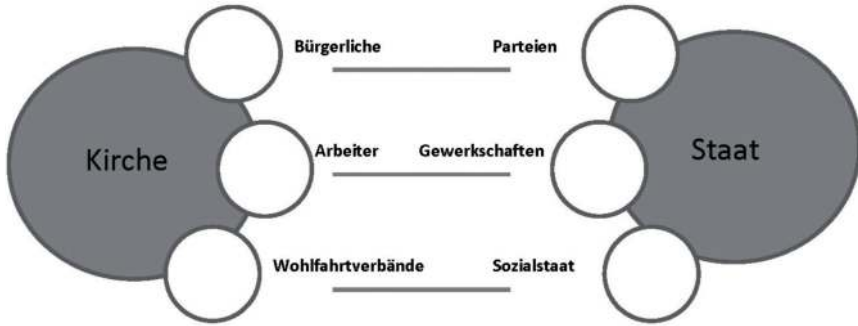 Bürgerliche Parteien
Kirche Arbeiter Gewerkschaften Staat
Wohlfahrtverbände Sozialstaat